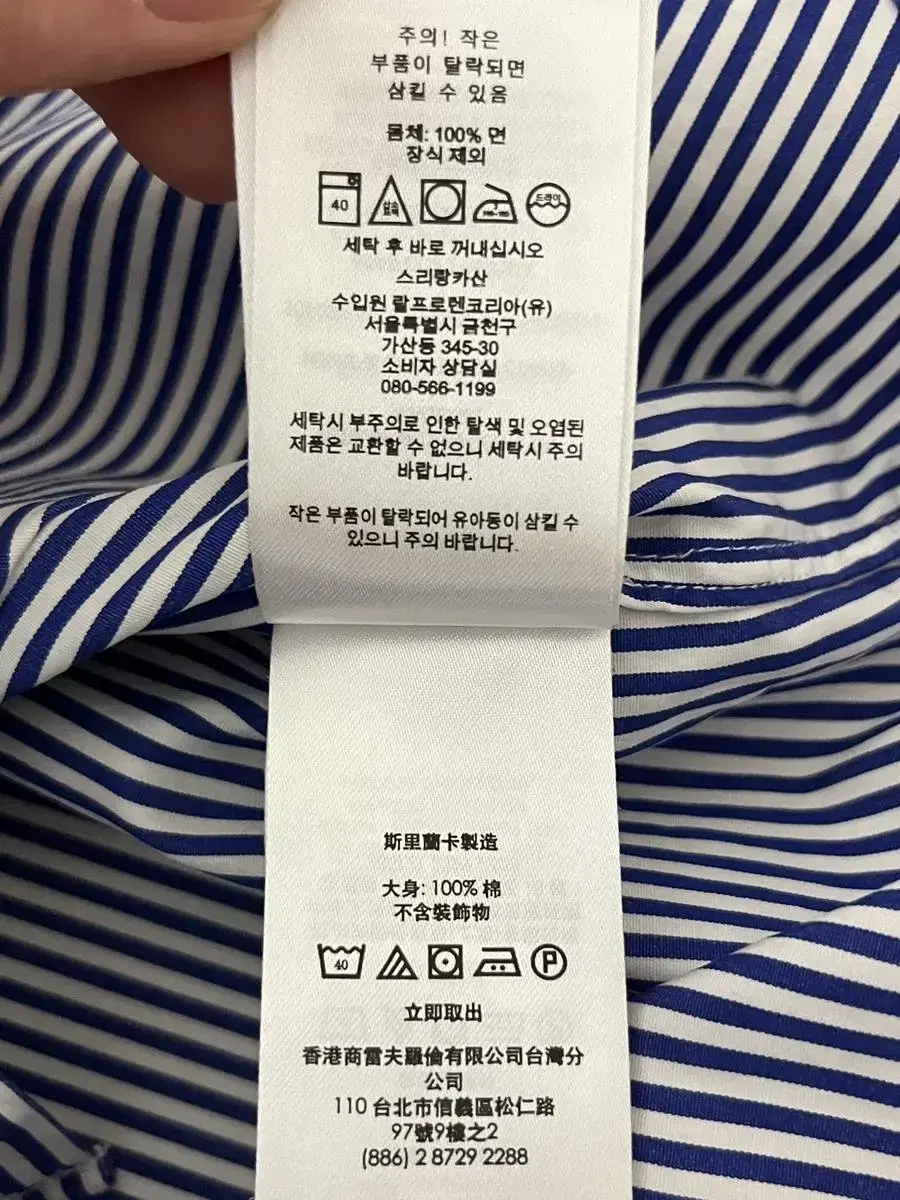 주의! 작은
부품이 탈락되면
삼킬 수 있음
몸체: 100% 면
장식 제외
40
드라이
세탁 후 바로 꺼내십시오
스리랑카산
수입원 랄프로렌코리아(유)
서울특별시 금천구
가산동 345-30
소비자 상담실
080-566-1199
세탁시 부주의로 인한 탈색 및 오염된
제품은 교환할 수 없으니 세탁시 주의
바랍니다.
작은 부품이 탈락되어 유아등이 삼킬 수
있으니 주의 바랍니다.
斯里蘭卡製造
大身: 100% 棉
不含裝飾物
40 P
立即取出
香港商雷夫羅倫有限公司台灣分
公司
110 台北市信義區松仁路
97號9樓之2
(886) 2 8729 2288